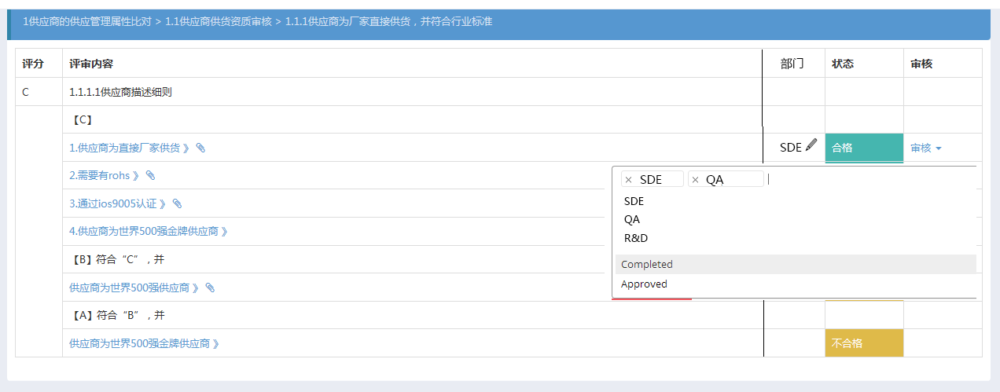 1供应商的供应管理属性比对 > 1.1供应商供货资质审核 > 1.1.1供应商为厂家直接供货，并符合行业标准
评分 评审内容 部门 状态 审核
C 1.1.1.1供应商描述细则
【C】
1.供应商为直接厂家供货 》 SDE 合格 审核
2.需要有rohs 》
× SDE × QA
SDE
3.通过ios9005认证 》
QA
4.供应商为世界500强金牌供应商 》
R&D
【B】符合“C”，并
Completed
供应商为世界500强供应商 》
Approved
【A】符合“B”，并
供应商为世界500强金牌供应商 》 不合格